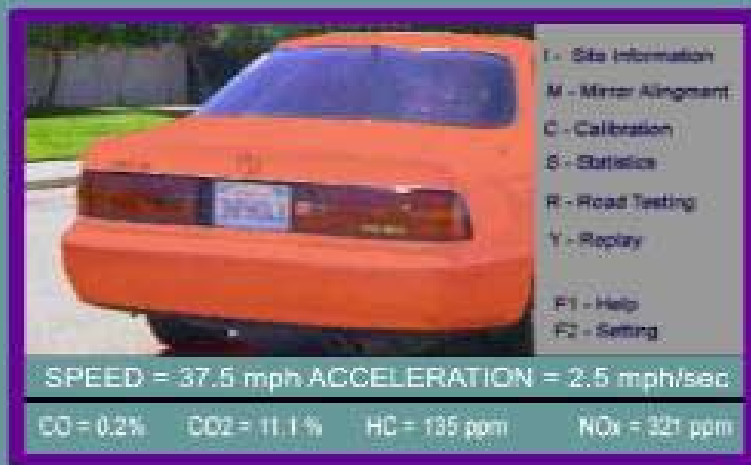 I - Site Information
M - Mirror Alingment
C - Calibration
S - Statistics
R - Road Testing
Y - Replay
F1 - Help
F2 - Setting
SPEED = 37.5 mph ACCELERATION = 2.5 mph/sec
CO = 0.2% CO2 = 11.1 % HC = 135 ppm NOx = 321 ppm